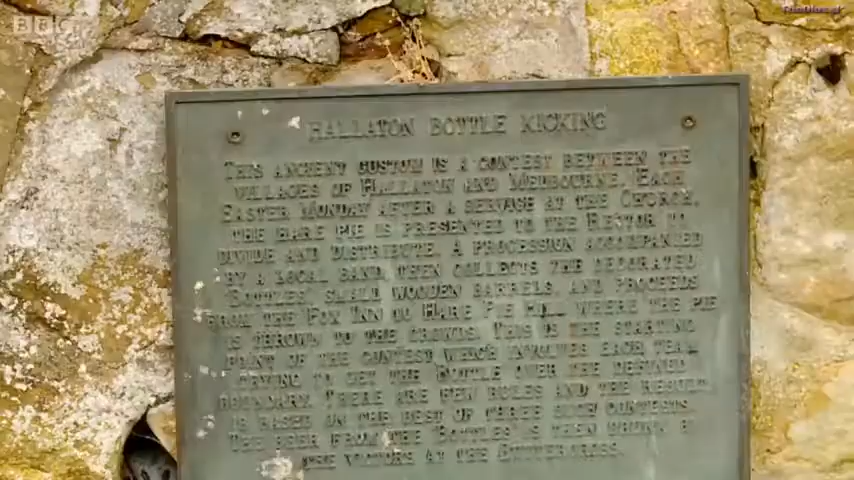 BBC
HALLATON BOTTLE KICKING
THIS ANCIENT CUSTOM IS A CONTEST BETWEEN THE
VILLAGES OF HALLATON AND MELBOURNE. EACH
EASTER MONDAY AFTER A SERVICE AT THE CHURCH,
THE HARE PIE IS PRESENTED TO THE RECTOR TO
DIVIDE AND DISTRIBUTE. A PROCESSION ACCOMPANIED
BY A LOCAL BAND, THEN COLLECTS THE DECORATED
'BOTTLES', SMALL WOODEN BARRELS, AND PROCEEDS
FROM THE FOX INN TO HARE PIE HILL WHERE THE PIE
IS THROWN TO THE CROWDS. THIS IS THE STARTING
POINT OF THE CONTEST WHICH INVOLVES EACH TEAM
TRYING TO GET THE BOTTLE OVER THE DEFINED
BOUNDARY. THERE ARE FEW RULES AND THE RESULT
IS BASED ON THE BEST OF THREE SUCH CONTESTS.
THE BEER FROM THE 'BOTTLES' IS THEN DRUNK BY
THE VICTORS AT THE BUTTERCROSS.